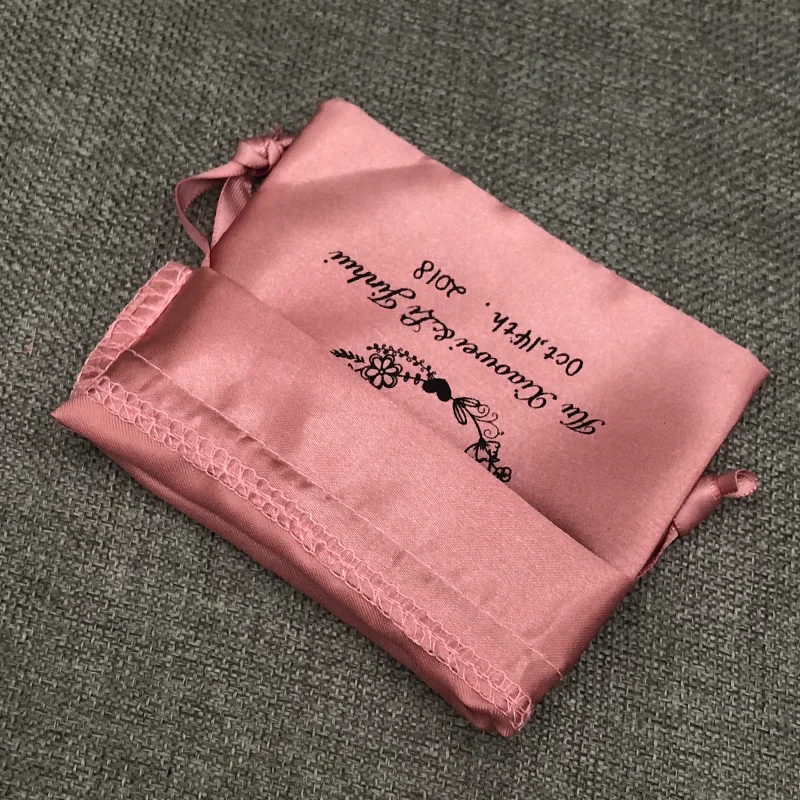 Hu Xiaowei & Li Jinhui
Oct.14th . 2018